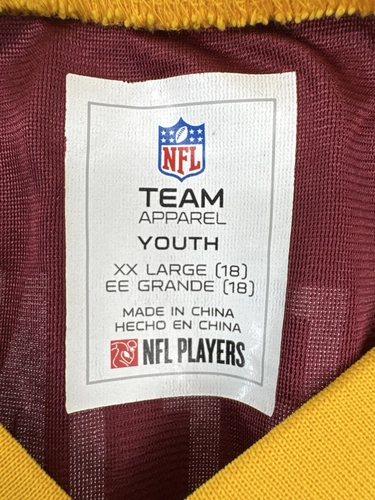 NFL
TEAM
APPAREL
YOUTH
XX LARGE (18)
EE GRANDE (18)
MADE IN CHINA
HECHO EN CHINA
NFL PLAYERS